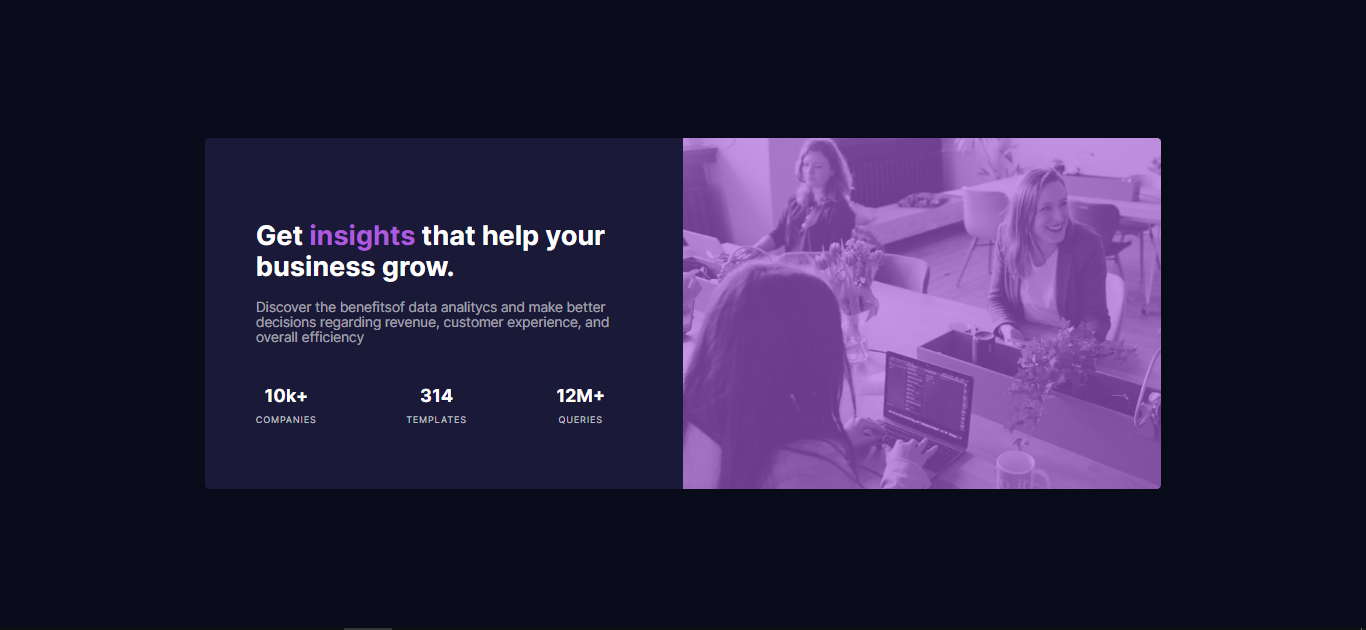 Get insights that help your
business grow.
Discover the benefitsof data analitycs and make better
decisions regarding revenue, customer experience, and
overall efficiency
10k+ 314 12M+
COMPANIES TEMPLATES QUERIES